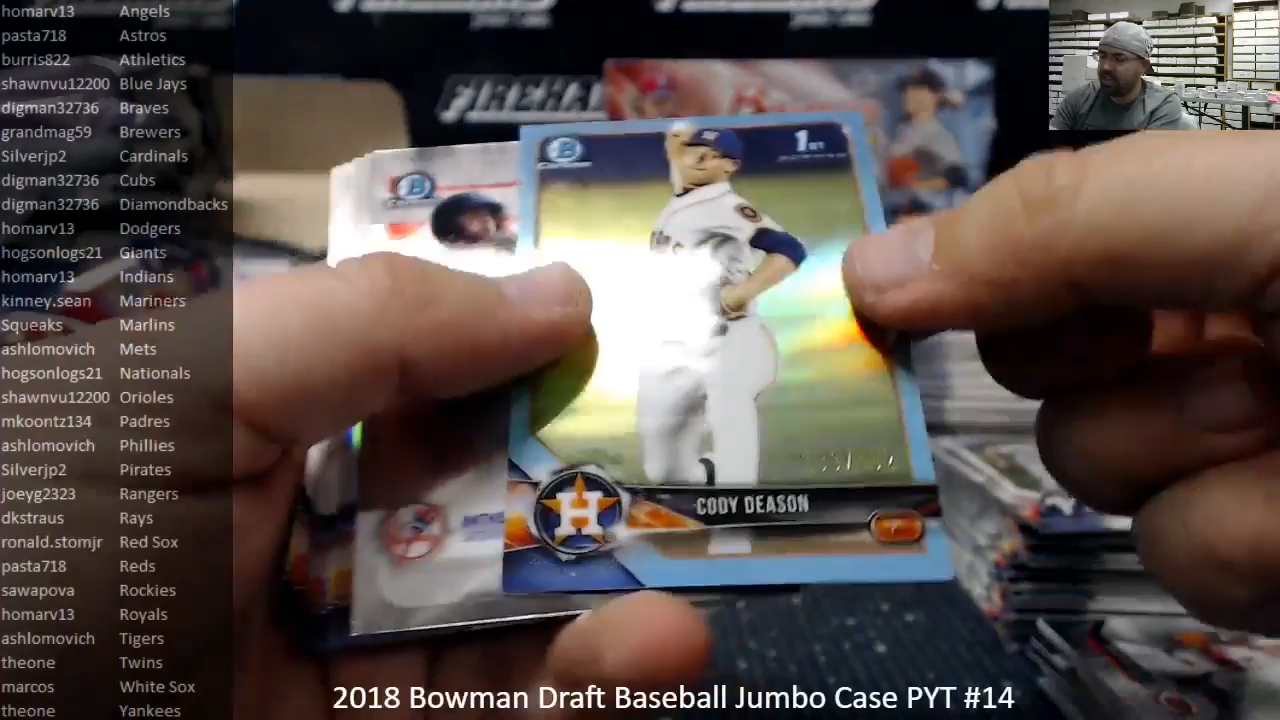 homarv13 Angels
pasta718 Astros
burris822 Athletics
shawnvu12200 Blue Jays
digman32736 Braves
grandmag59 Brewers
Silverjp2 Cardinals
digman32736 Cubs
digman32736 Diamondbacks
homarv13 Dodgers
hogsonlogs21 Giants
homarv13 Indians
kinney.sean Mariners
Squeaks Marlins
ashlomovich Mets
hogsonlogs21 Nationals
shawnvu12200 Orioles
mkoontz134 Padres
ashlomovich Phillies
Silverjp2 Pirates
joeyg2323 Rangers
dkstraus Rays
ronald.stomjr Red Sox
pasta718 Reds
sawapova Rockies
homarv13 Royals
ashlomovich Tigers
theone Twins
marcos White Sox
theone Yankees
B
1ST
H
CODY DEASON
2018 Bowman Draft Baseball Jumbo Case PYT #14